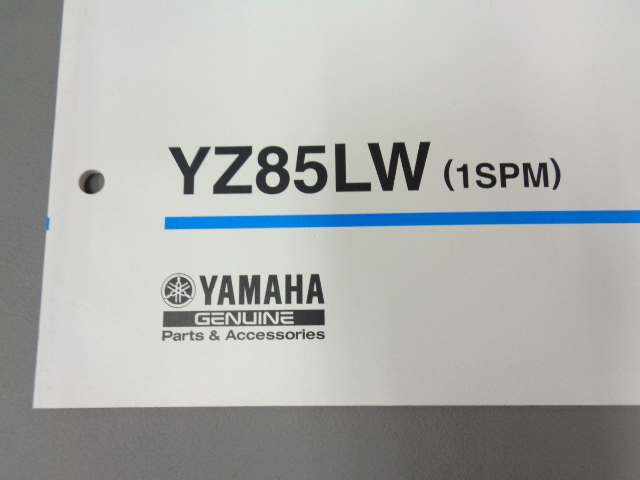 YZ85LW (1SPM)
YAMAHA
GENUINE
Parts & Accessories